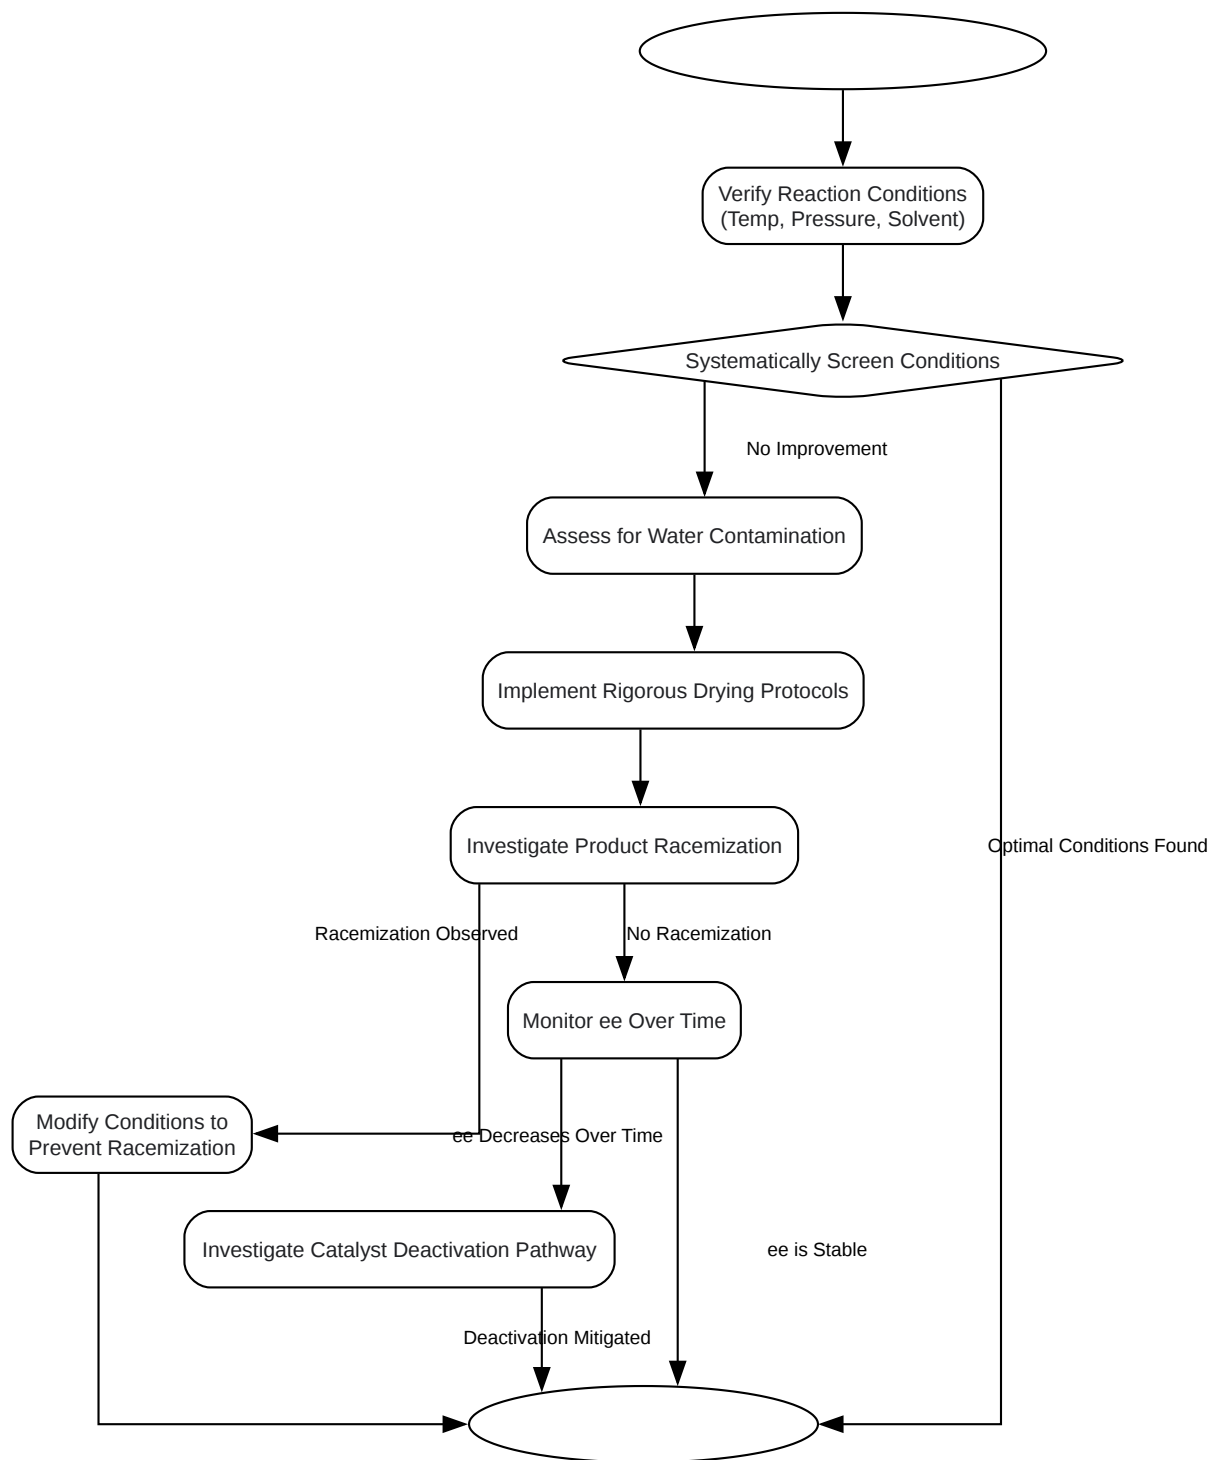 Verify Reaction Conditions
(Temp, Pressure, Solvent)
Systematically Screen Conditions
No Improvement
Assess for Water Contamination
Implement Rigorous Drying Protocols
Investigate Product Racemization
Optimal Conditions Found
Racemization Observed
No Racemization
Monitor ee Over Time
Modify Conditions to
Prevent Racemization
ee Decreases Over Time
Investigate Catalyst Deactivation Pathway
ee is Stable
Deactivation Mitigated